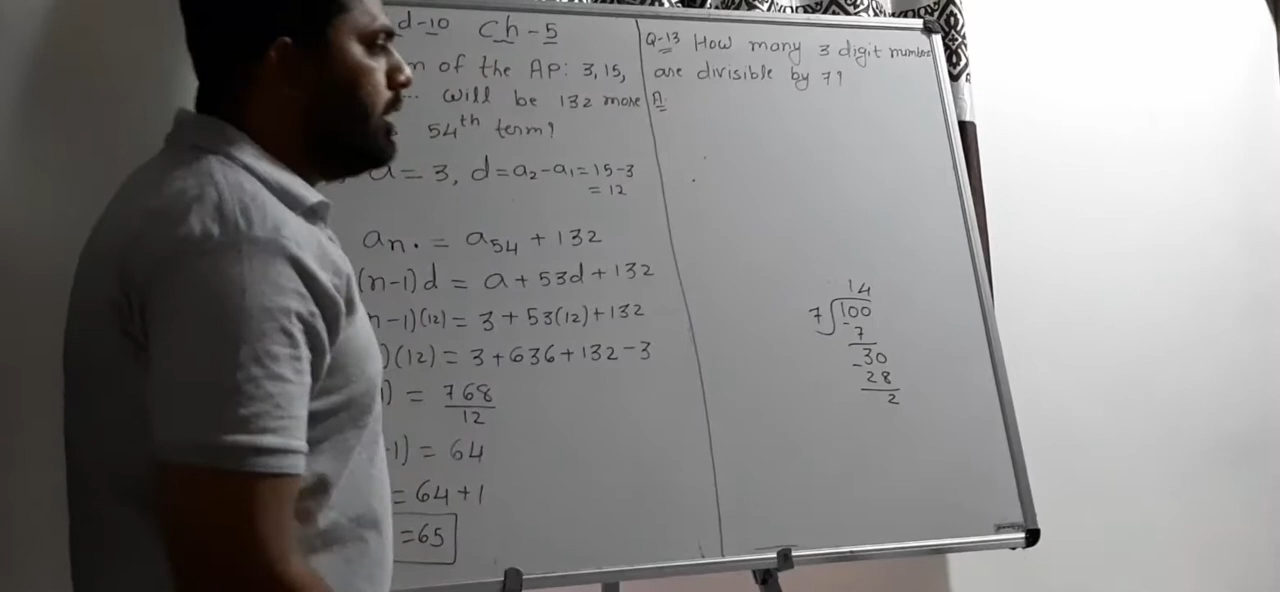 d-10 Ch-5
n of the AP: 3, 15,
... will be 132 more
54th term?
a = 3, d = a2 - a1 = 15-3
= 12
an. = a54 + 132
(n-1)d = a + 53d + 132
n-1)(12) = 3 + 53(12) + 132
)(12) = 3 + 636 + 132 - 3
) = 768/12
-1) = 64
= 64 + 1
= 65
Q-13 How many 3 digit numbers
are divisible by 7?
A:
14
7 100
-7
-30
28
2